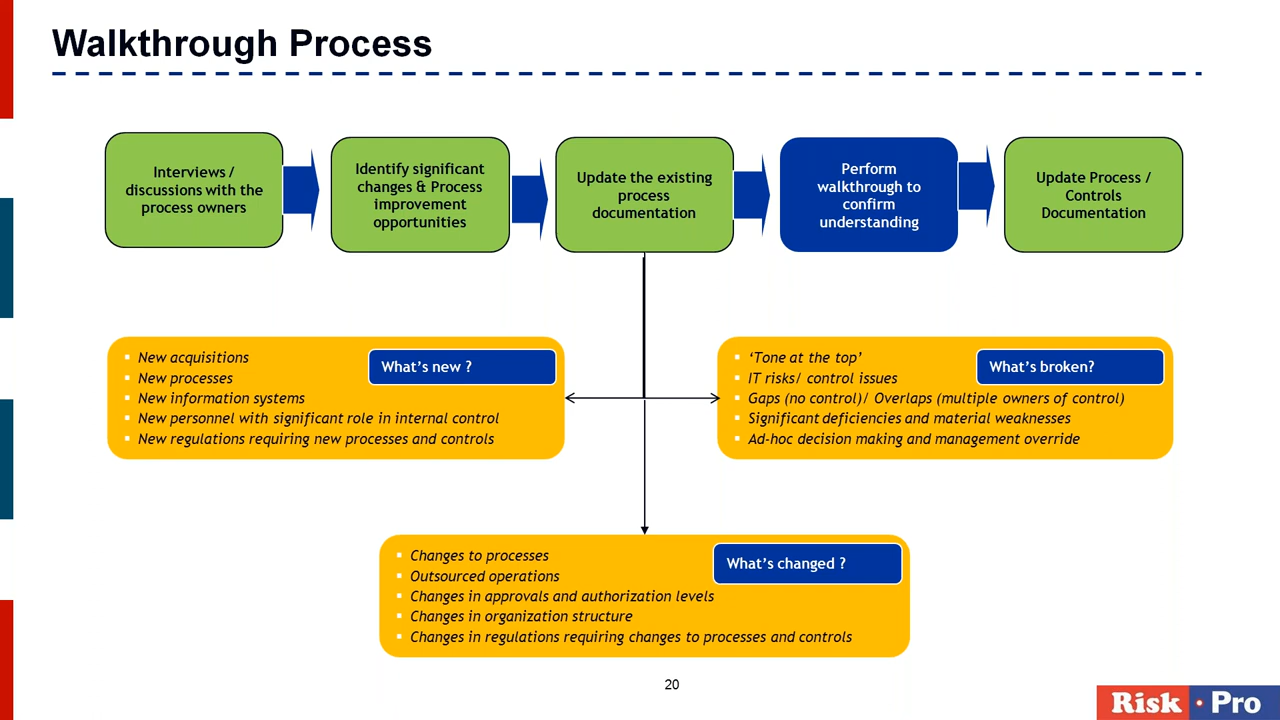 Walkthrough Process
Interviews /
discussions with the
process owners
Identify significant
changes & Process
improvement
opportunities
Update the existing
process
documentation
Perform
walkthrough to
confirm
understanding
Update Process /
Controls
Documentation
What's new ?
New acquisitions
New processes
New information systems
New personnel with significant role in internal control
New regulations requiring new processes and controls
What's broken?
‘Tone at the top’
IT risks/ control issues
Gaps (no control)/ Overlaps (multiple owners of control)
Significant deficiencies and material weaknesses
Ad-hoc decision making and management override
What's changed ?
Changes to processes
Outsourced operations
Changes in approvals and authorization levels
Changes in organization structure
Changes in regulations requiring changes to processes and controls
20
Risk • Pro